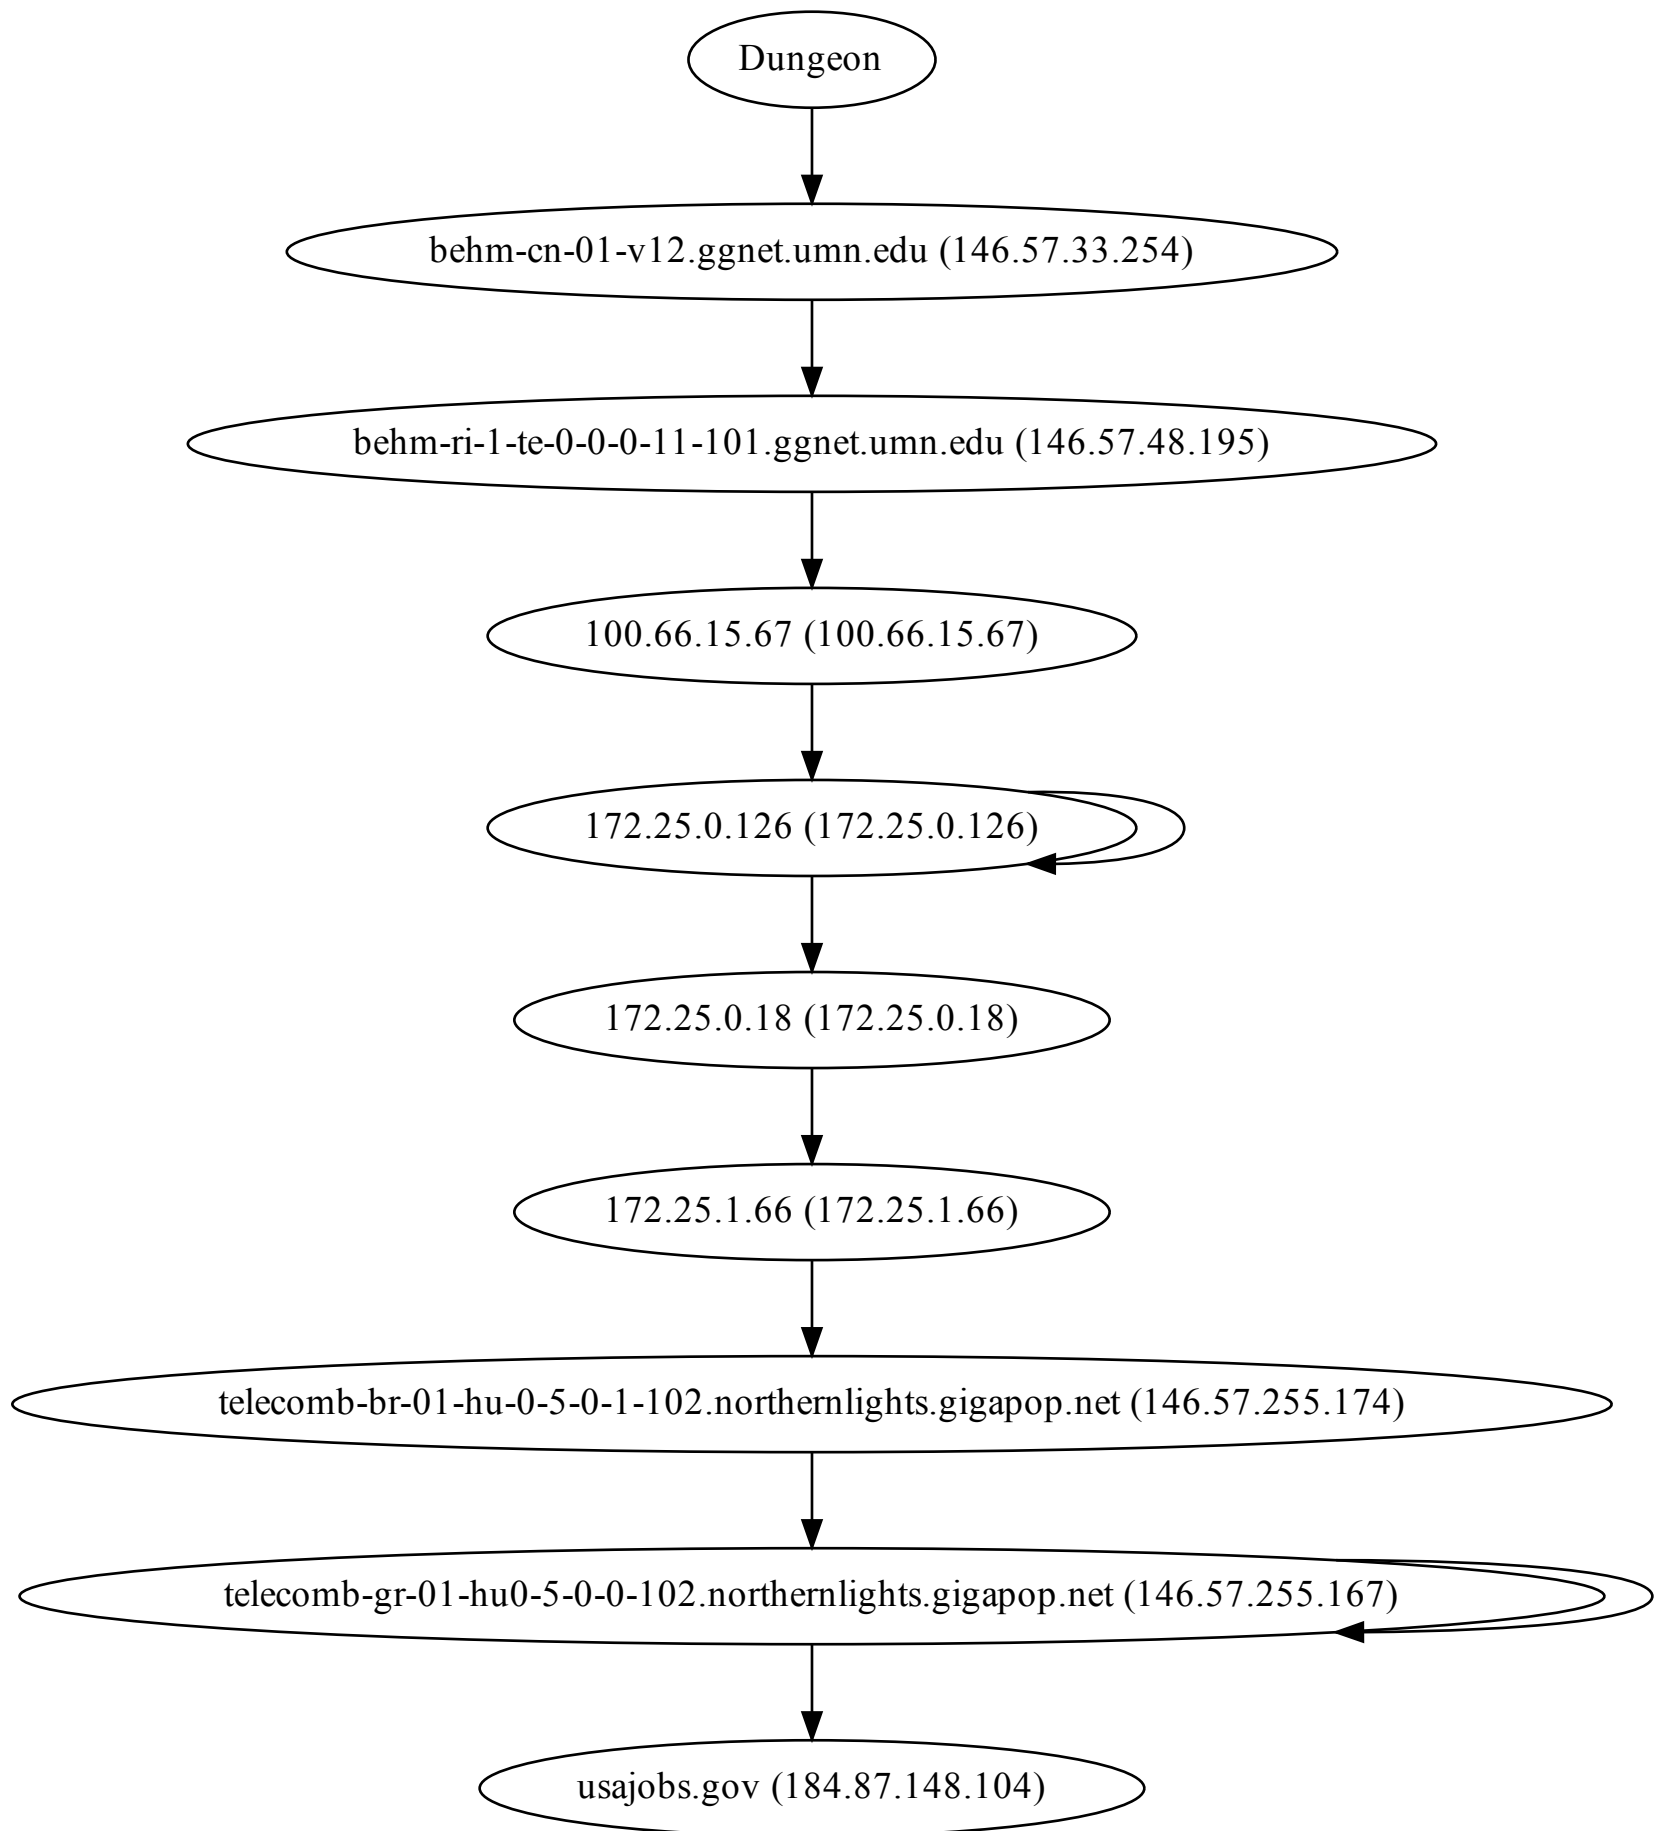 Dungeon
behm-cn-01-v12.ggnet.umn.edu (146.57.33.254)
behm-ri-1-te-0-0-0-11-101.ggnet.umn.edu (146.57.48.195)
100.66.15.67 (100.66.15.67)
172.25.0.126 (172.25.0.126)
172.25.0.18 (172.25.0.18)
172.25.1.66 (172.25.1.66)
telecomb-br-01-hu-0-5-0-1-102.northernlights.gigapop.net (146.57.255.174)
telecomb-gr-01-hu0-5-0-0-102.northernlights.gigapop.net (146.57.255.167)
usajobs.gov (184.87.148.104)